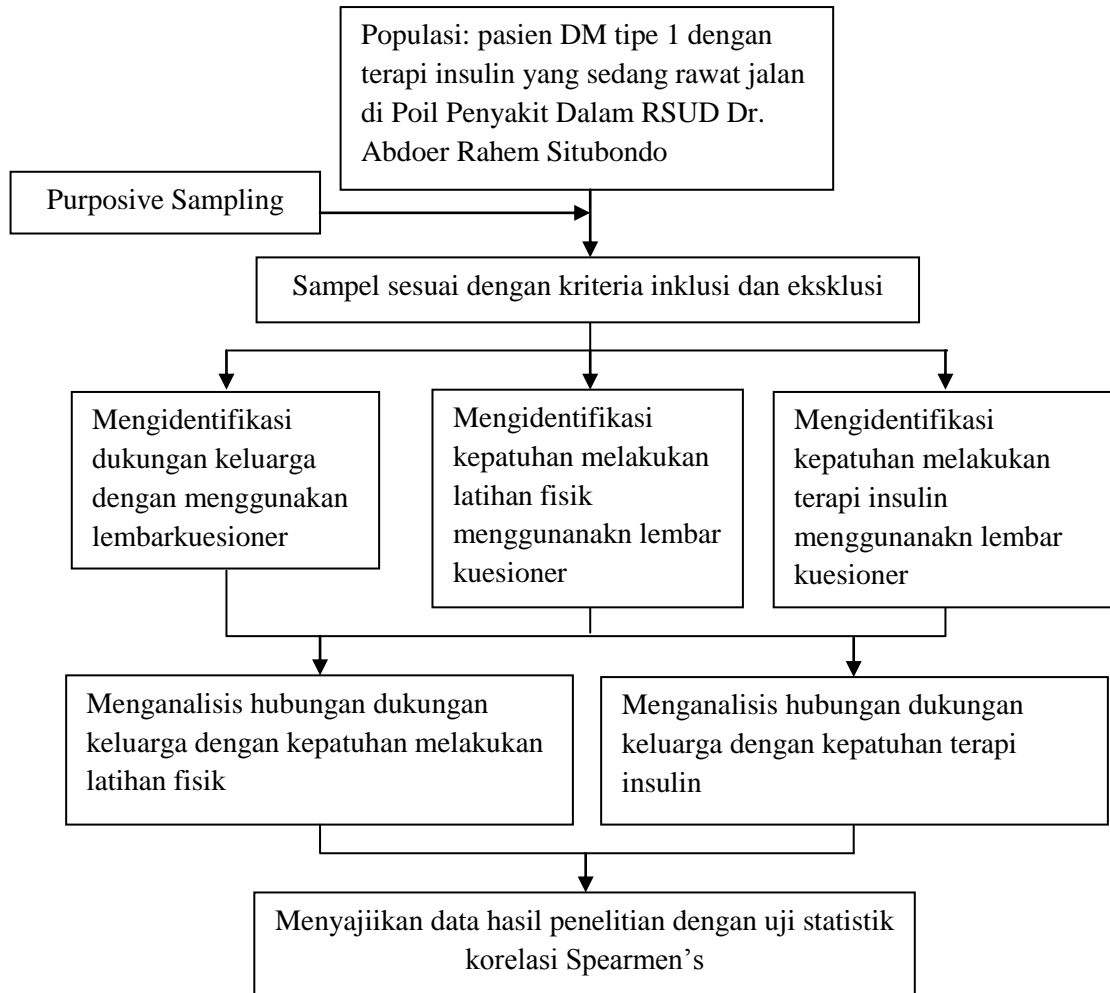 Populasi: pasien DM tipe 1 dengan
terapi insulin yang sedang rawat jalan
di Poil Penyakit Dalam RSUD Dr.
Abdoer Rahem Situbondo
Purposive Sampling
Sampel sesuai dengan kriteria inklusi dan eksklusi
Mengidentifikasi
dukungan keluarga
dengan menggunakan
lembarkuesioner
Mengidentifikasi
kepatuhan melakukan
latihan fisik
menggunanakn lembar
kuesioner
Mengidentifikasi
kepatuhan melakukan
terapi insulin
menggunanakn lembar
kuesioner
Menganalisis hubungan dukungan
keluarga dengan kepatuhan melakukan
latihan fisik
Menganalisis hubungan dukungan
keluarga dengan kepatuhan terapi
insulin
Menyajiikan data hasil penelitian dengan uji statistik
korelasi Spearmen’s